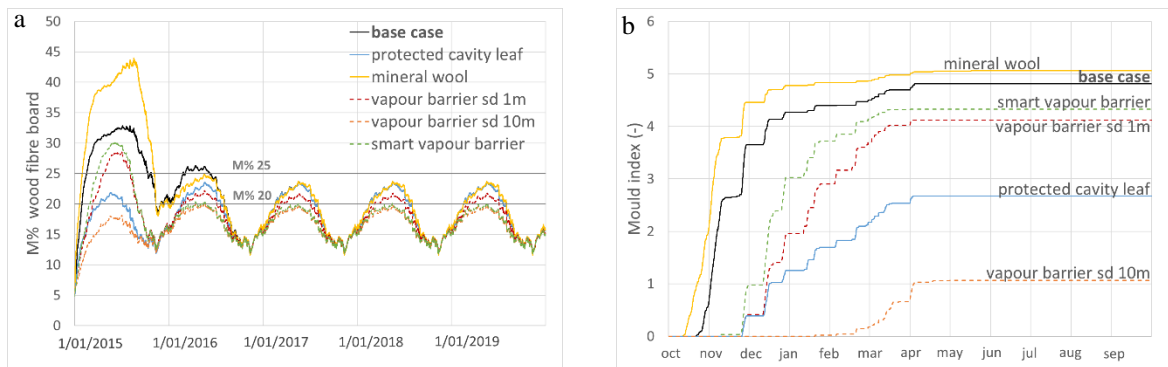 a
M% wood fibre board
50
45
40
35
30
25
20
15
10
5
0
base case
protected cavity leaf
mineral wool
vapour barrier sd 1m
vapour barrier sd 10m
smart vapour barrier
M% 25
M% 20
1/01/2015 1/01/2016 1/01/2017 1/01/2018 1/01/2019
b
Mould index (-)
6
5
4
3
2
1
0
mineral wool
base case
smart vapour barrier
vapour barrier sd 1m
protected cavity leaf
vapour barrier sd 10m
oct nov dec jan feb mar apr may jun jul aug sep